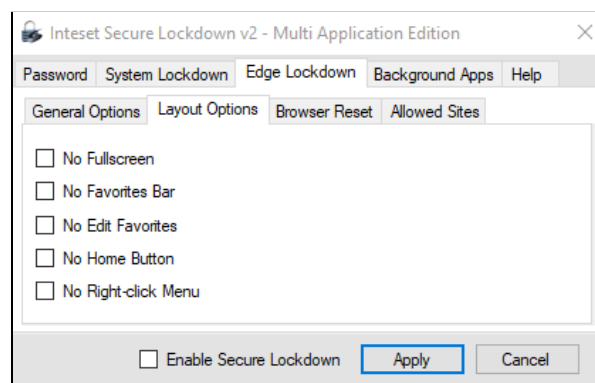 Inteset Secure Lockdown v2 - Multi Application Edition
Password System Lockdown Edge Lockdown Background Apps Help
General Options Layout Options Browser Reset Allowed Sites
No Fullscreen
No Favorites Bar
No Edit Favorites
No Home Button
No Right-click Menu
Enable Secure Lockdown Apply Cancel